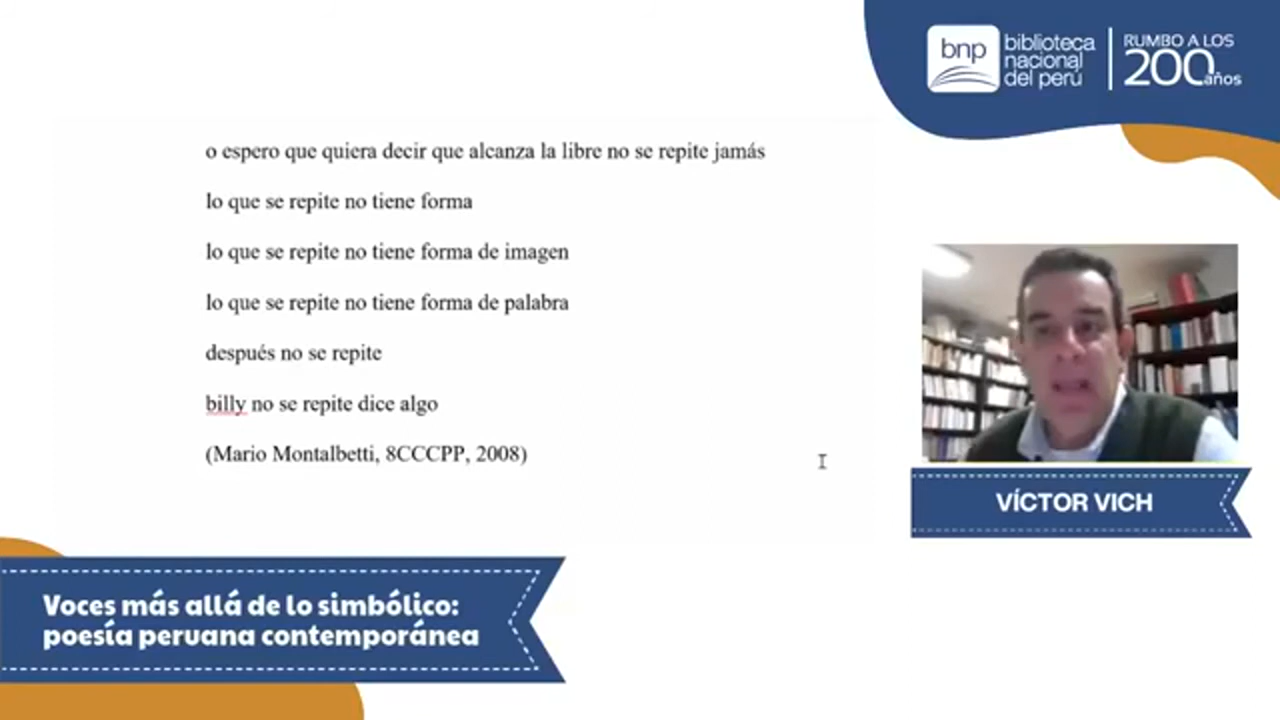 bnp
biblioteca
nacional
del perú
RUMBO A LOS
200 años
o espero que quiera decir que alcanza la libre no se repite jamás
lo que se repite no tiene forma
lo que se repite no tiene forma de imagen
lo que se repite no tiene forma de palabra
después no se repite
billy no se repite dice algo
(Mario Montalbetti, 8CCCPP, 2008)
VÍCTOR VICH
Voces más allá de lo simbólico:
poesía peruana contemporánea